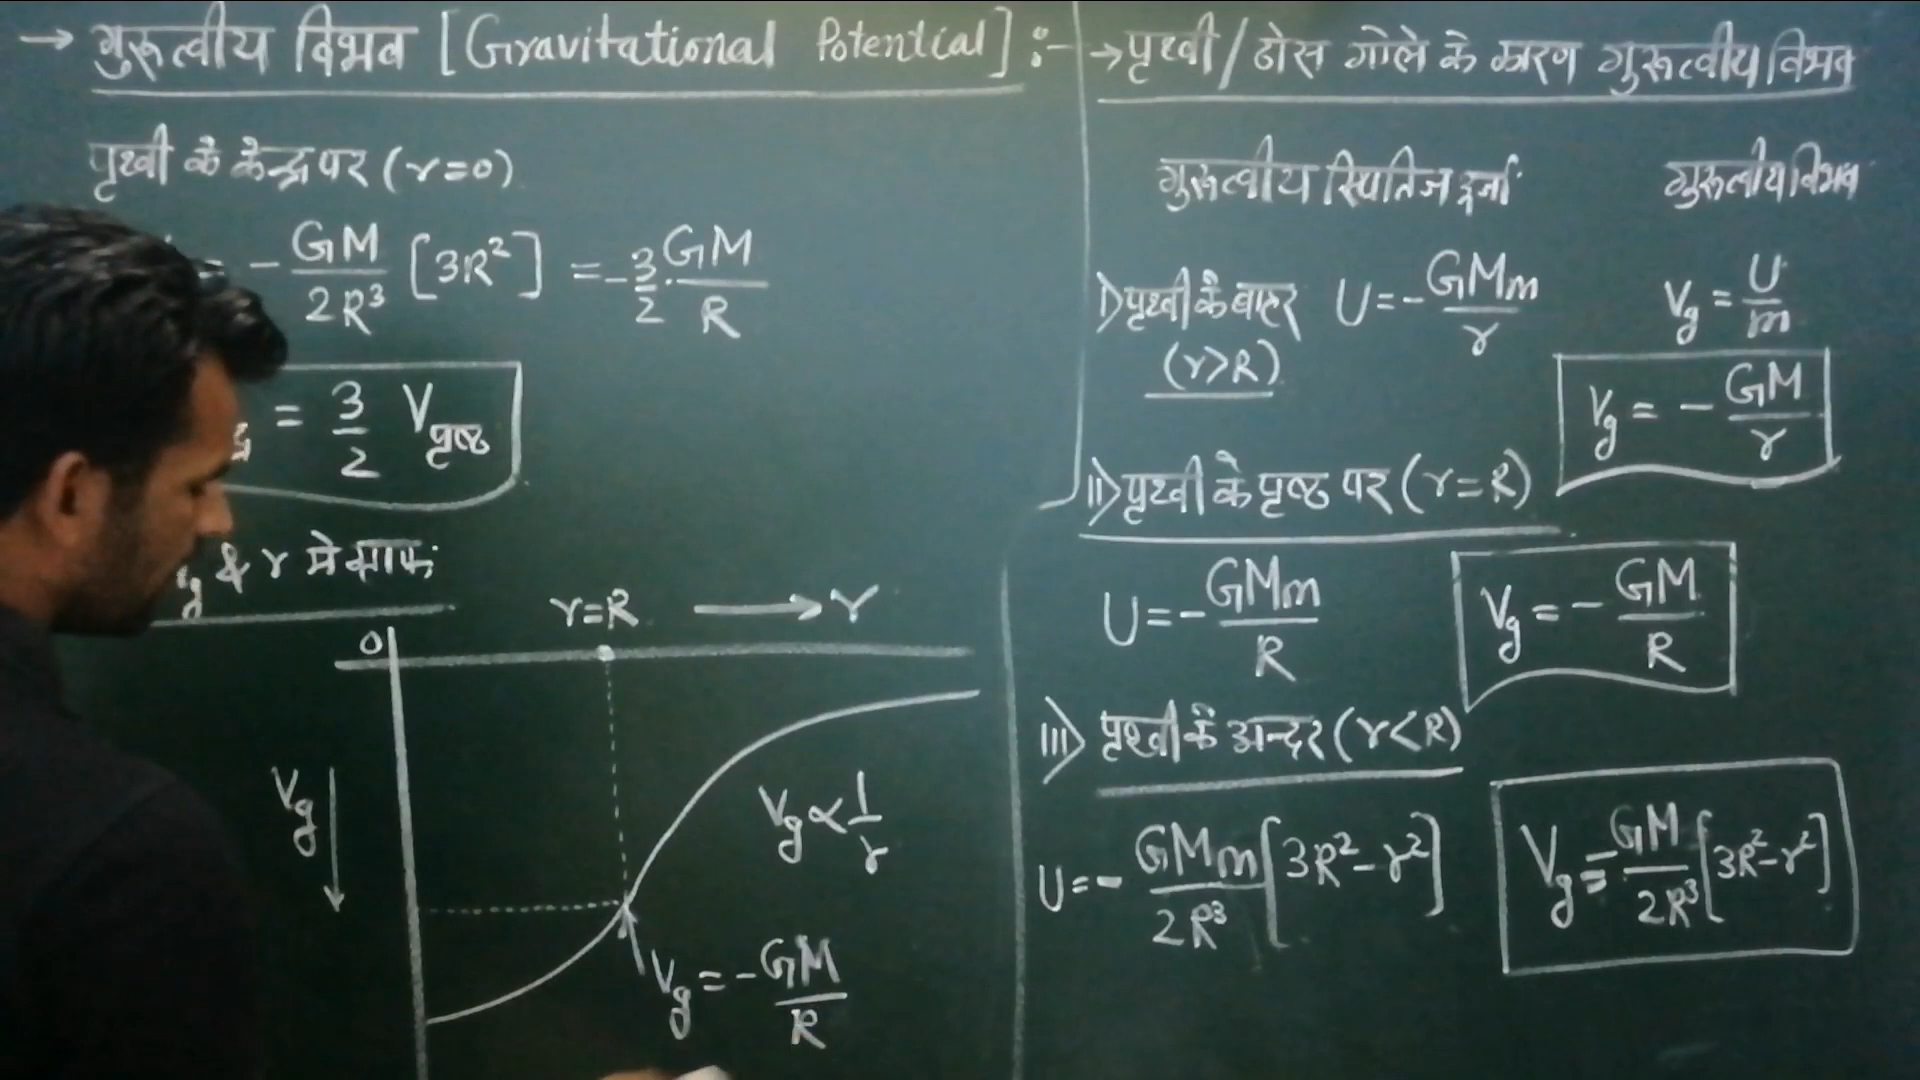 → गुरुत्वीय विभव [Gravitational Potential] :-
पृथ्वी के केन्द्र पर (r=0)
= - GM/2R³ [3R²] = - 3/2 · GM/R
= 3/2 Vपृष्ठ
g & r मे ग्राफ:
r=R → r
0
Vg ↓
Vg ∝ 1/r
Vg = - GM/R
→ पृथ्वी / ठोस गोले के कारण गुरुत्वीय विभव
गुरुत्वीय स्थितिज ऊर्जा गुरुत्वीय विभव
I) पृथ्वी के बाहर U = - GMm/r Vg = U/m
(r>R) Vg = - GM/r
II) पृथ्वी के पृष्ठ पर (r=R)
U = - GMm/R Vg = - GM/R
III) पृथ्वी के अन्दर (r<R)
U = - GMm/2R³ [3R²-r²] Vg = - GM/2R³ [3R²-r²]